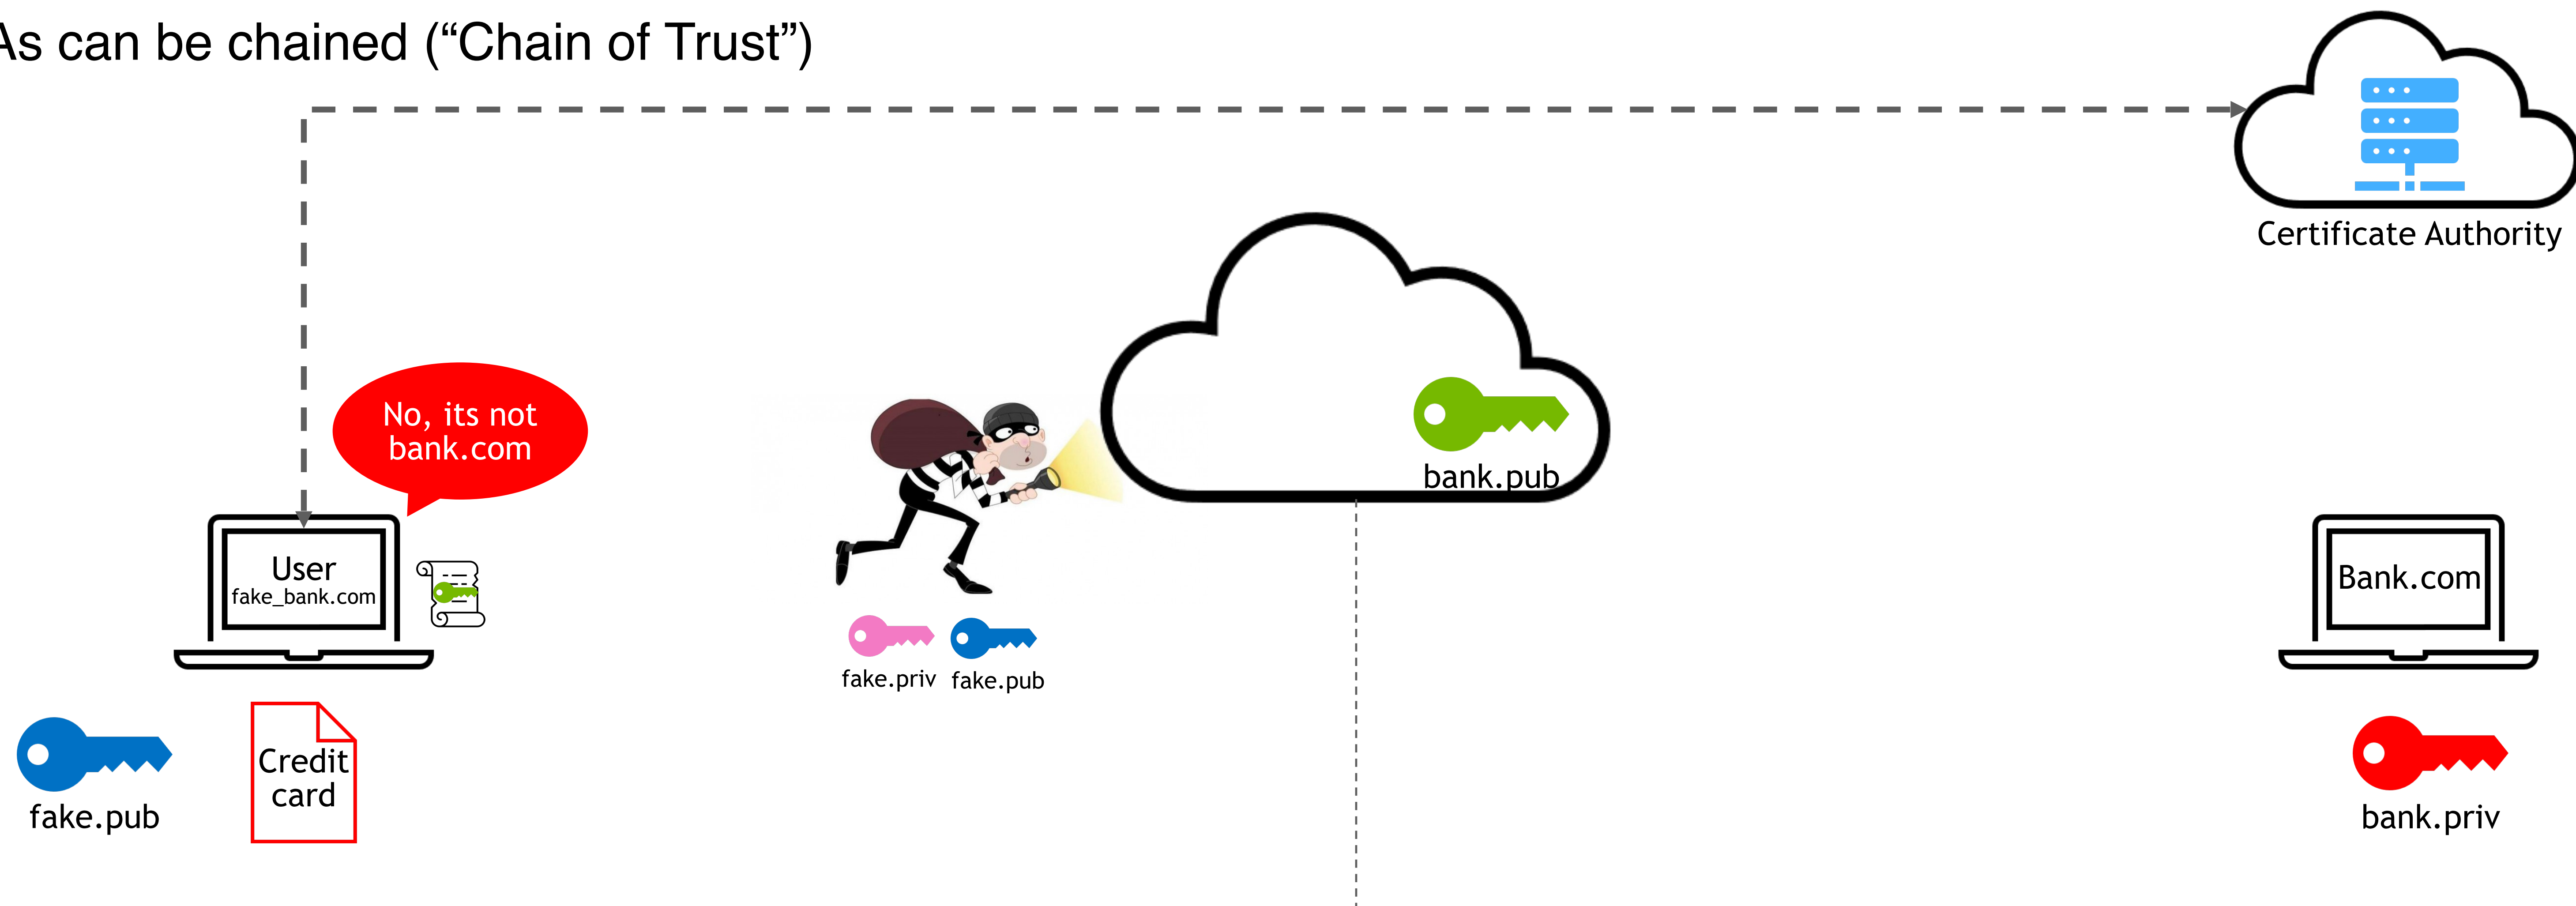 As can be chained (“Chain of Trust”)
Certificate Authority
No, its not
bank.com
bank.pub
User
fake_bank.com
Bank.com
fake.priv
fake.pub
Credit
card
fake.pub
bank.priv